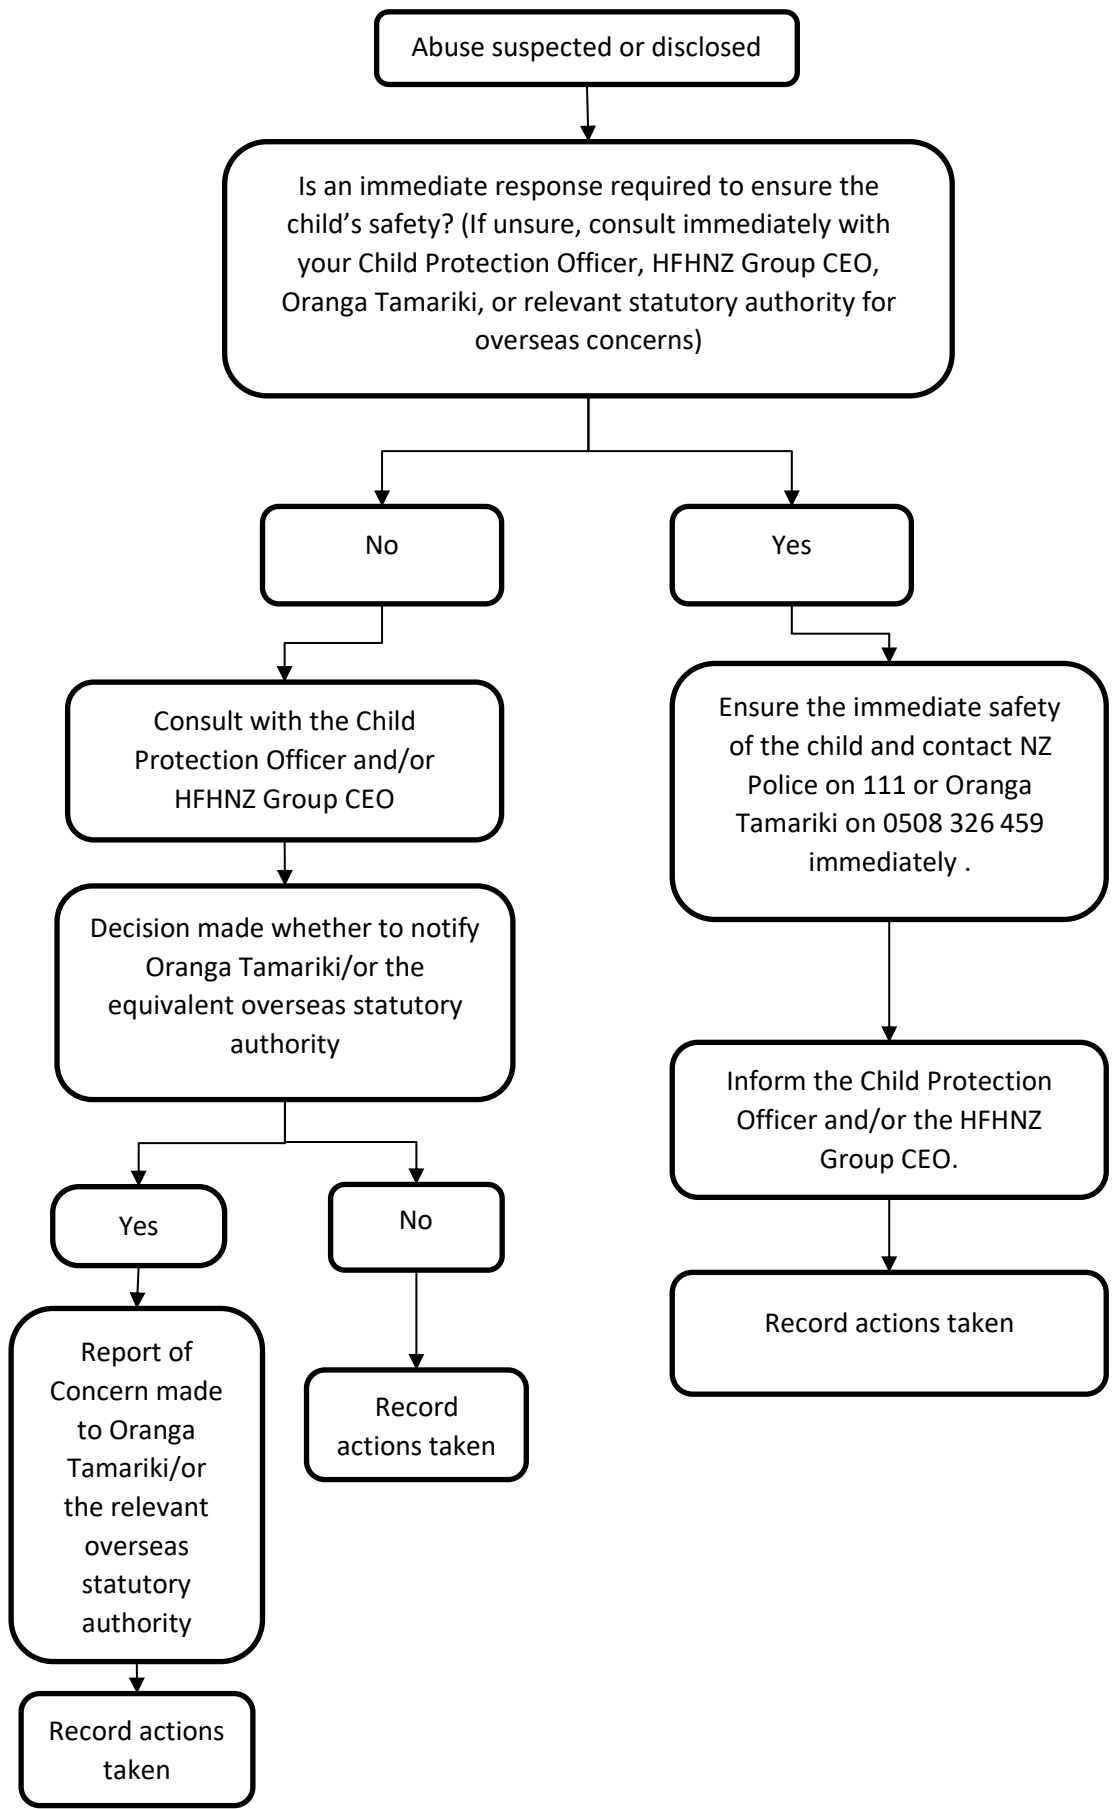 Abuse suspected or disclosed
Is an immediate response required to ensure the
child’s safety? (If unsure, consult immediately with
your Child Protection Officer, HFHNZ Group CEO,
Oranga Tamariki, or relevant statutory authority for
overseas concerns)
No
Yes
Consult with the Child
Protection Officer and/or
HFHNZ Group CEO
Ensure the immediate safety
of the child and contact NZ
Police on 111 or Oranga
Tamariki on 0508 326 459
immediately .
Decision made whether to notify
Oranga Tamariki/or the
equivalent overseas statutory
authority
Inform the Child Protection
Officer and/or the HFHNZ
Group CEO.
Yes
No
Record actions taken
Report of
Concern made
to Oranga
Tamariki/or
the relevant
overseas
statutory
authority
Record
actions taken
Record actions
taken